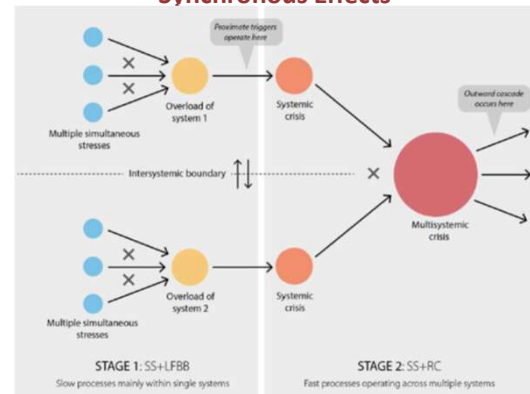 Synchronous Effects
Proximate triggers
operate here
Outward cascade
occurs here
Overload of
system 1
Systemic
crisis
Multiple simultaneous
stresses
Intersystemic boundary
Multisystemic
crisis
Overload of
system 2
Systemic
crisis
Multiple simultaneous
stresses
STAGE 1: SS+LFBB
Slow processes mainly within single systems
STAGE 2: SS+RC
Fast processes operating across multiple systems